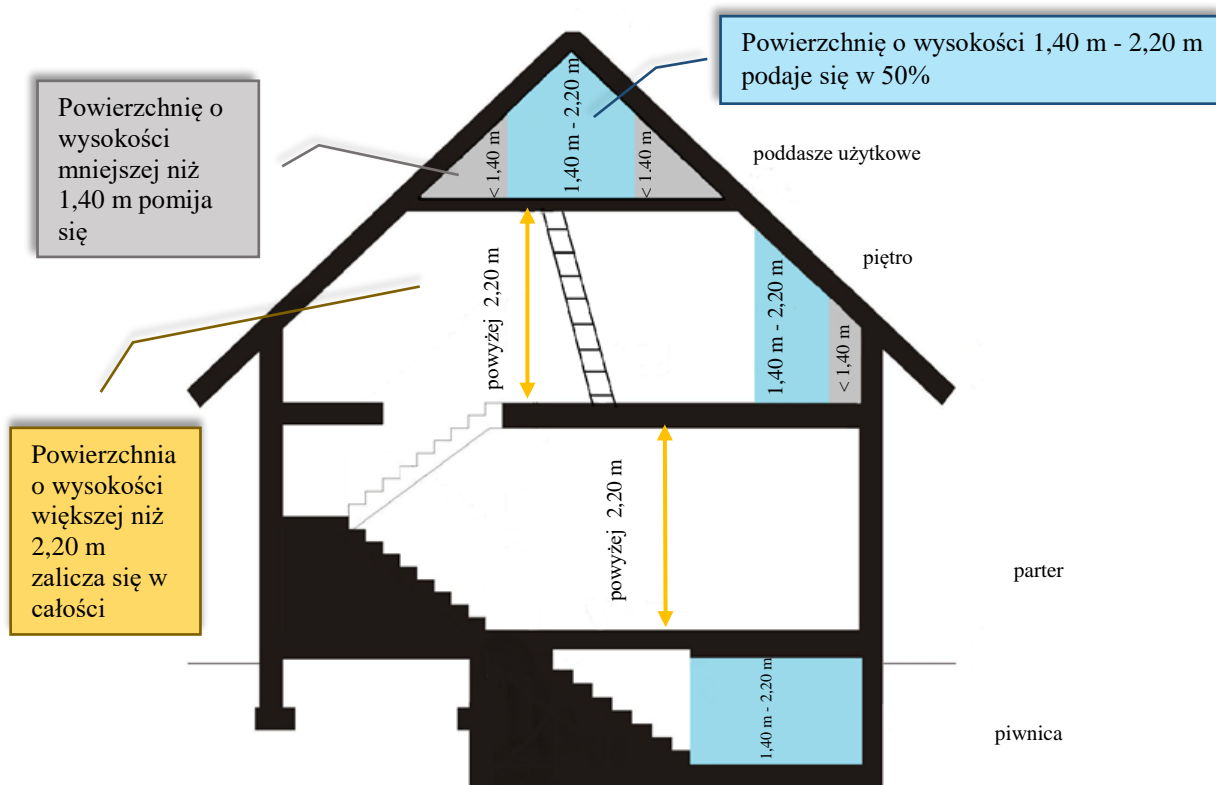 Powierzchnię o wysokości 1,40 m - 2,20 m
podaje się w 50%
Powierzchnię o
wysokości
mniejszej niż
1,40 m pomija
się
< 1,40 m
1,40 m - 2,20 m
< 1.40 m
poddasze użytkowe
piętro
powyżej 2,20 m
1,40 m - 2,20 m
< 1,40 m
Powierzchnia
o wysokości
większej niż
2,20 m
zalicza się w
całości
powyżej 2,20 m
parter
1,40 m - 2,20 m
piwnica